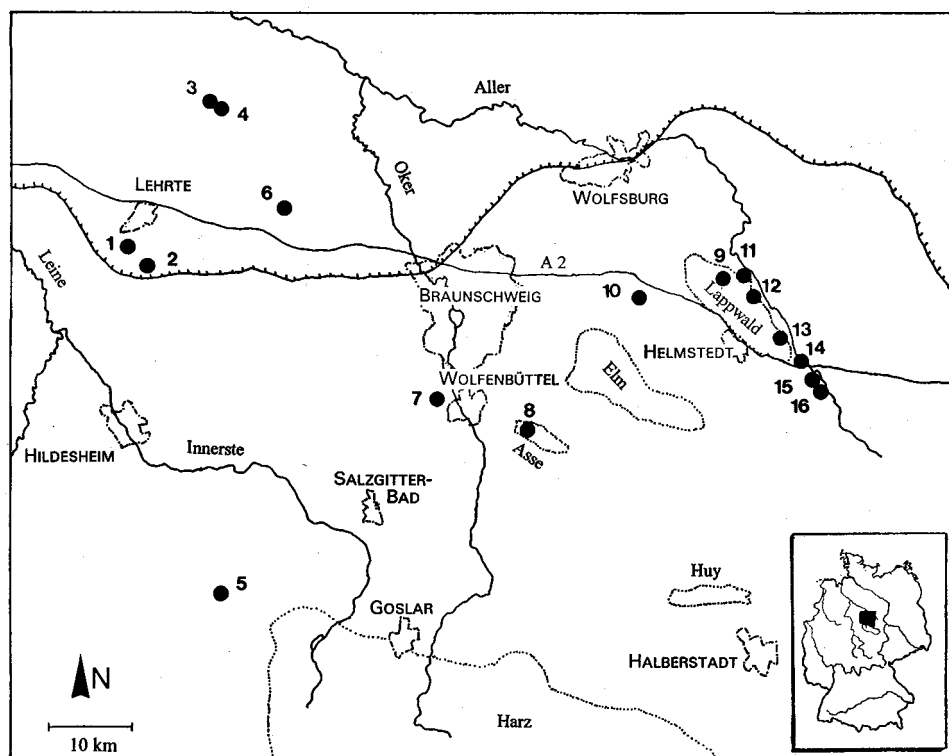 3
4
Aller
Oker
LEHRTE
6
WOLFSBURG
1
2
Leine
A 2
9
11
12
10
Lappwald
BRAUNSCHWEIG
13
HELMSTEDT
14
Elm
15
16
WOLFENBÜTTEL
7
8
Asse
HILDESHEIM
Innerste
SALZGITTER-
BAD
5
Huy
GOSLAR
HALBERSTADT
N
10 km
Harz